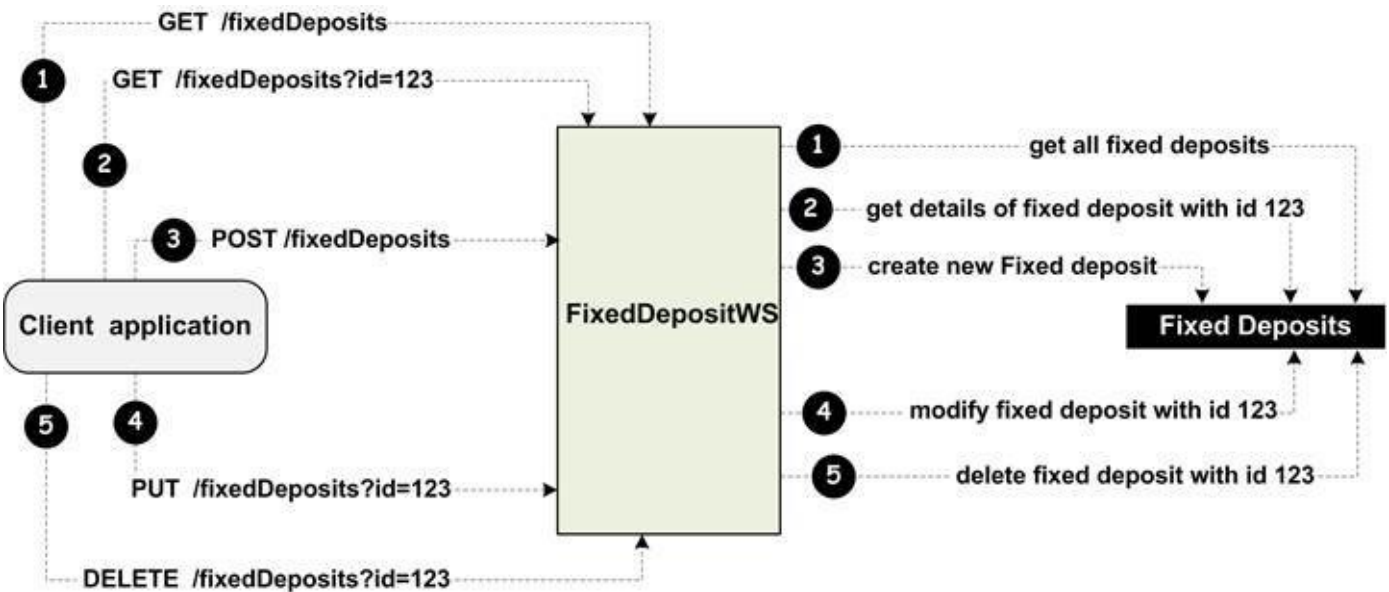 GET /fixedDeposits
1
GET /fixedDeposits?id=123
2
3 POST /fixedDeposits
Client application
5
4
PUT /fixedDeposits?id=123
DELETE /fixedDeposits?id=123
FixedDepositWS
1 get all fixed deposits
2 get details of fixed deposit with id 123
3 create new Fixed deposit
Fixed Deposits
4 modify fixed deposit with id 123
5 delete fixed deposit with id 123